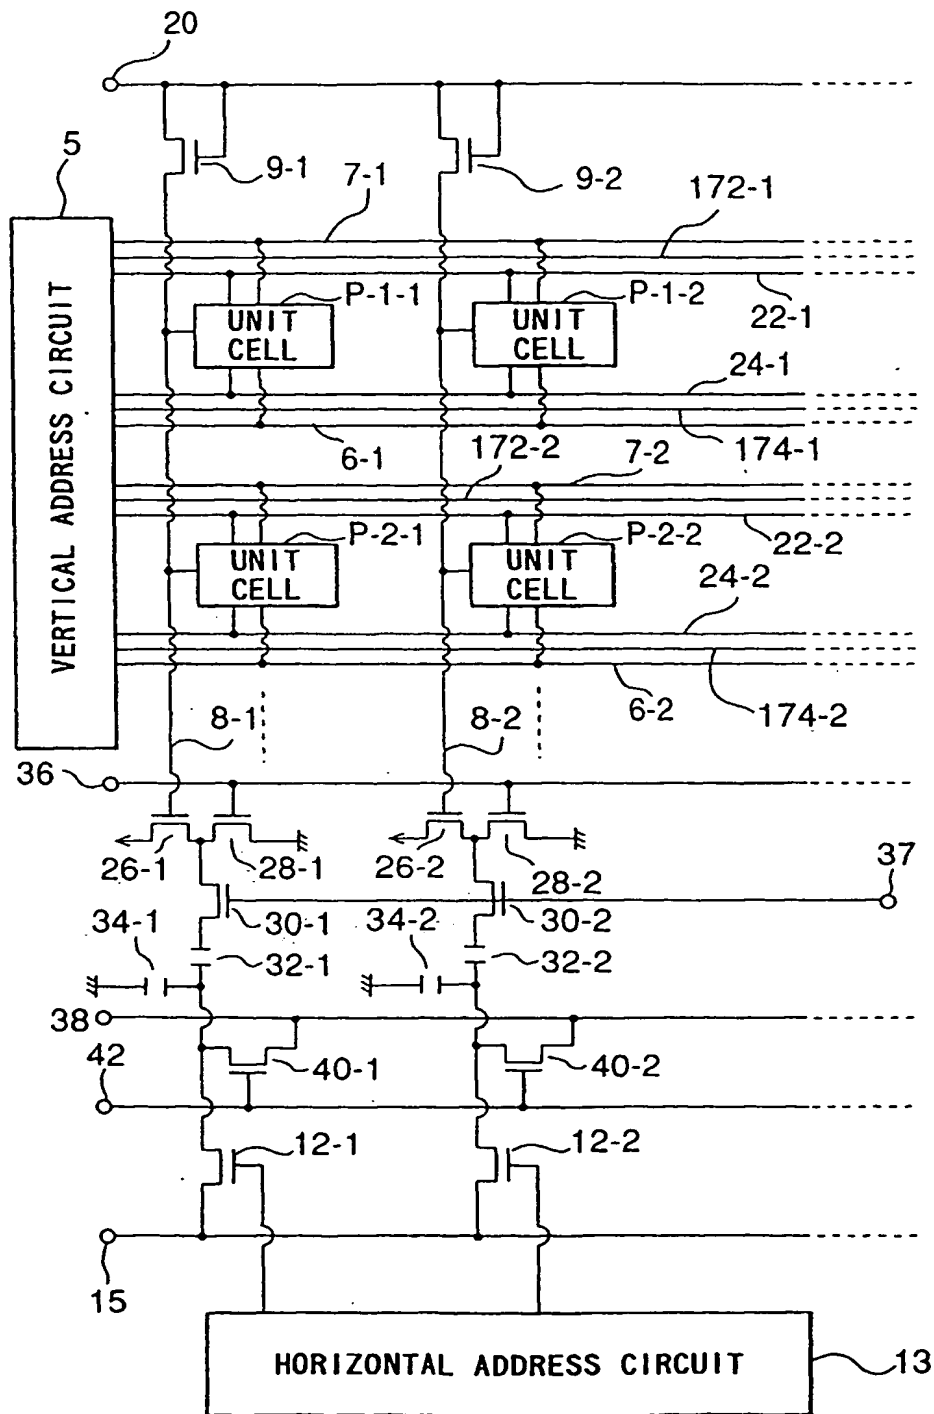 20
5
9-1
9-2
7-1
172-1
P-1-1
P-1-2
22-1
UNIT
CELL
UNIT
CELL
VERTICAL ADDRESS CIRCUIT
24-1
6-1
172-2
7-2
174-1
P-2-1
P-2-2
22-2
UNIT
CELL
UNIT
CELL
24-2
8-1
8-2
6-2
174-2
36
26-1
28-1
26-2
28-2
37
34-1
30-1
34-2
30-2
32-1
32-2
38
42
40-1
40-2
12-1
12-2
15
HORIZONTAL ADDRESS CIRCUIT
13